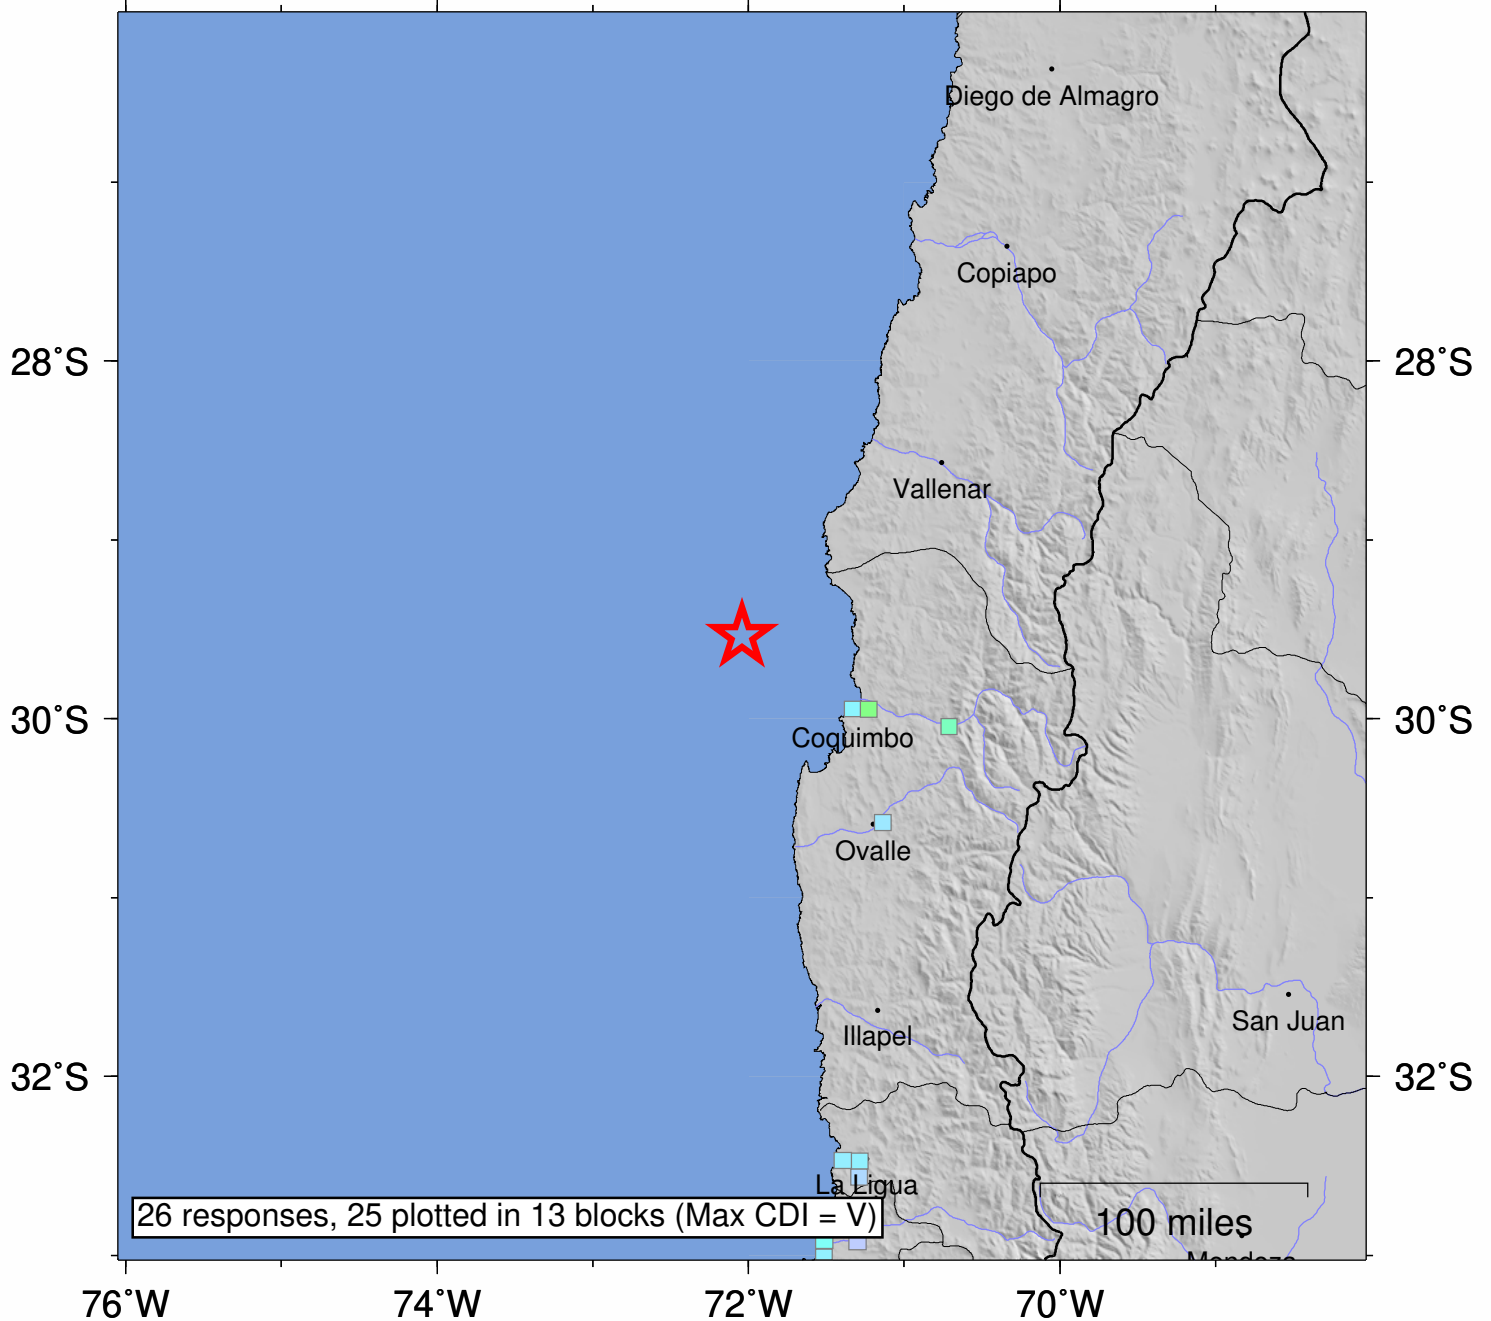 Diego de Almagro
Copiapo
28°S
28°S
Vallenar
30°S
30°S
Coquimbo
Ovalle
San Juan
Illapel
32°S
32°S
La Ligua
26 responses, 25 plotted in 13 blocks (Max CDI = V)
100 miles
Mendoza
76°W
74°W
72°W
70°W